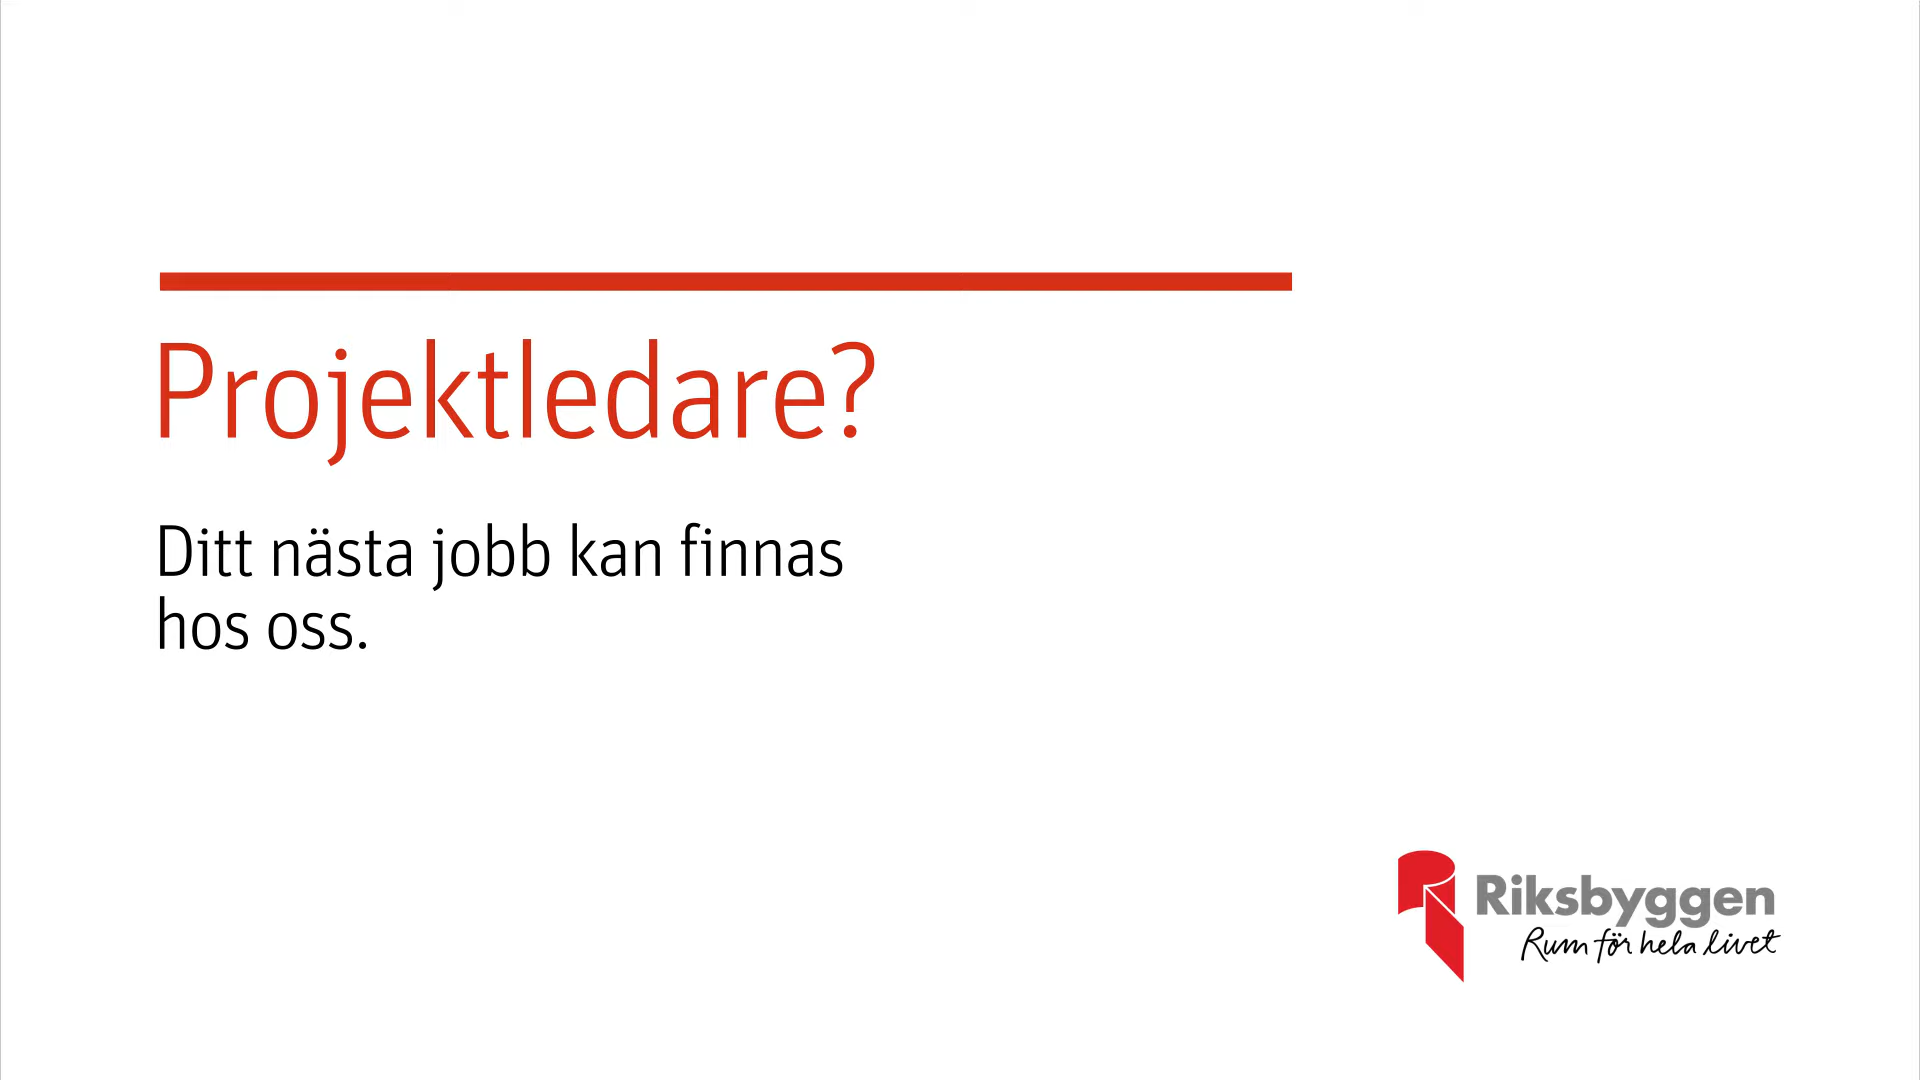 Projektledare?
Ditt nästa jobb kan finnas
hos oss.
Riksbyggen
Rum för hela livet